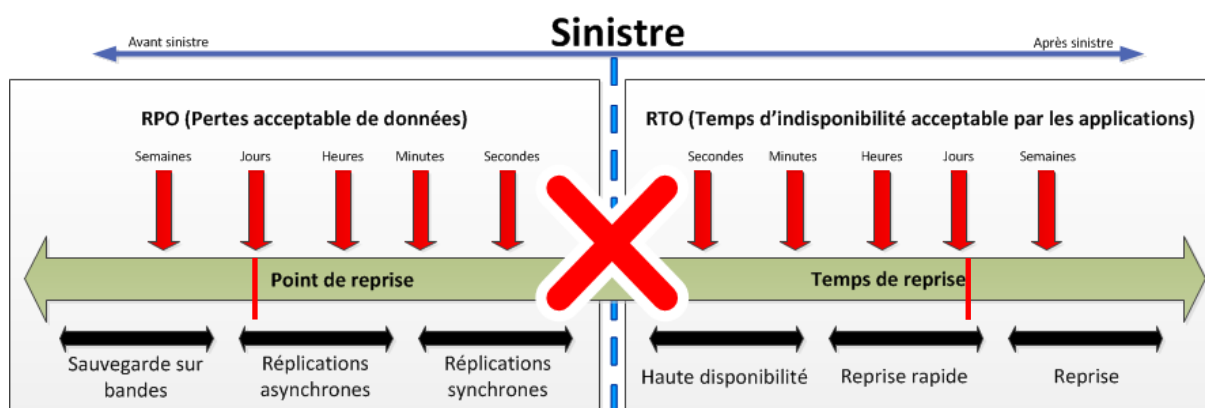 Sinistre
Avant sinistre
Après sinistre
RPO (Pertes acceptable de données)
Semaines
Jours
Heures
Minutes
Secondes
Point de reprise
Sauvegarde sur
bandes
Réplications
asynchrones
Réplications
synchrones
RTO (Temps d'indisponibilité acceptable par les applications)
Secondes
Minutes
Heures
Jours
Semaines
Temps de reprise
Haute disponibilité
Reprise rapide
Reprise